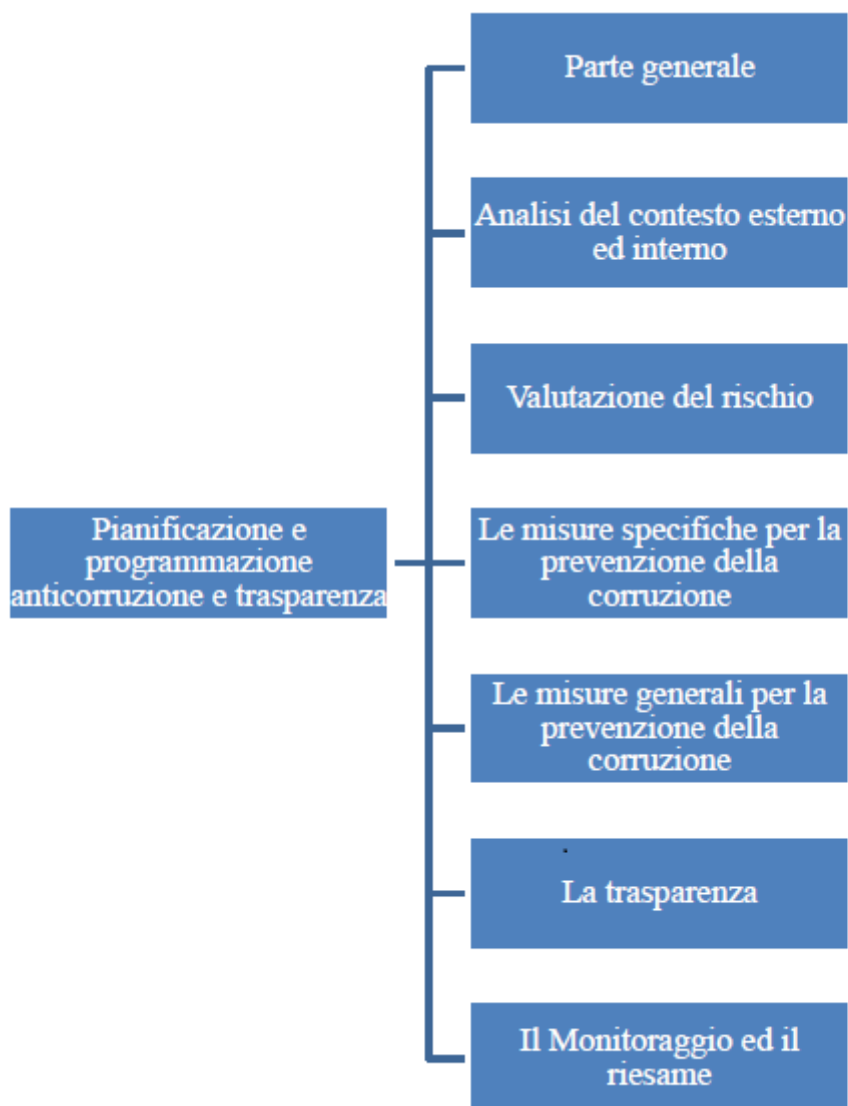 Parte generale
Analisi del contesto esterno
ed interno
Valutazione del rischio
Pianificazione e
programmazione
anticorruzione e trasparenza
Le misure specifiche per la
prevenzione della
corruzione
Le misure generali per la
prevenzione della
corruzione
La trasparenza
Il Monitoraggio ed il
riesame